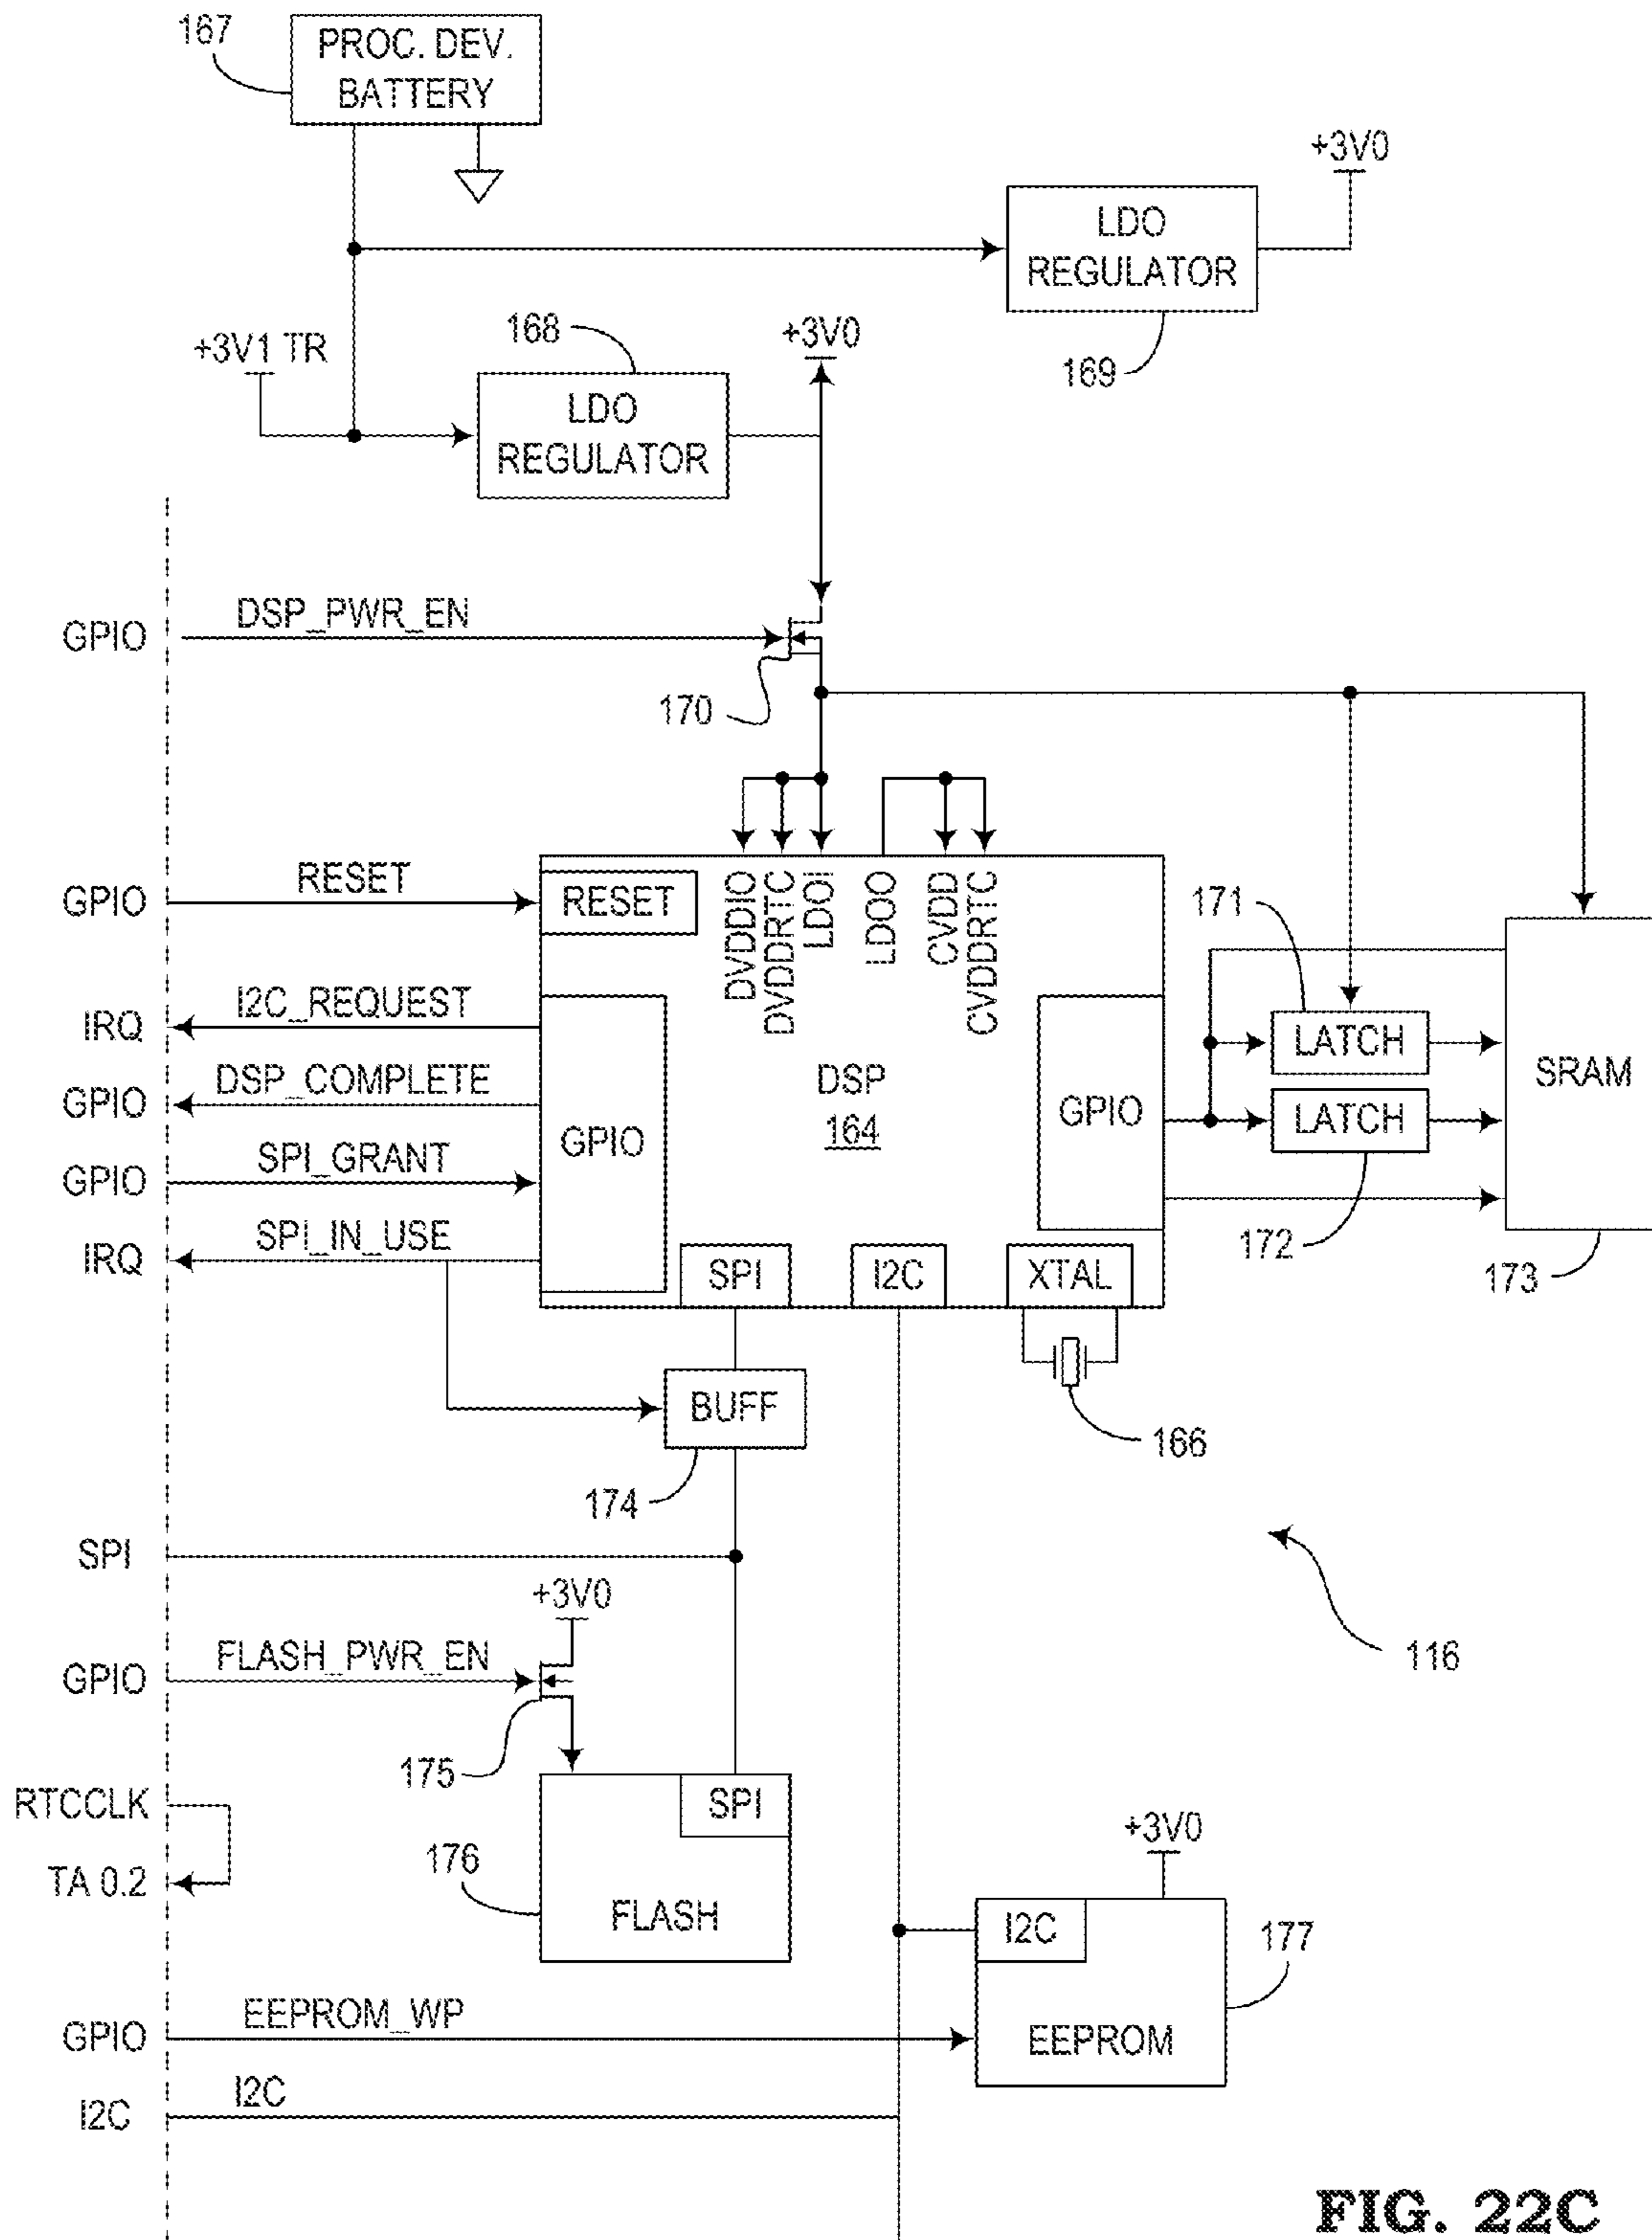 167
PROC. DEV.
BATTERY
+3V0
LDO
REGULATOR
169
+3V1 TR
168
LDO
REGULATOR
+3V0
GPIO
DSP_PWR_EN
170
GPIO
RESET
RESET
DVDDIO
DVDDRTC
LDOI
LDOO
CVDD
CVDDRTC
IRQ
I2C_REQUEST
GPIO
DSP_COMPLETE
GPIO
SPI_GRANT
IRQ
SPI_IN_USE
GPIO
DSP
164
GPIO
SPI
I2C
XTAL
171
LATCH
LATCH
172
SRAM
173
BUFF
174
166
SPI
116
+3V0
GPIO
FLASH_PWR_EN
175
RTCCLK
TA 0.2
SPI
176
FLASH
+3V0
I2C
177
EEPROM
GPIO
EEPROM_WP
I2C
I2C
FIG. 22C